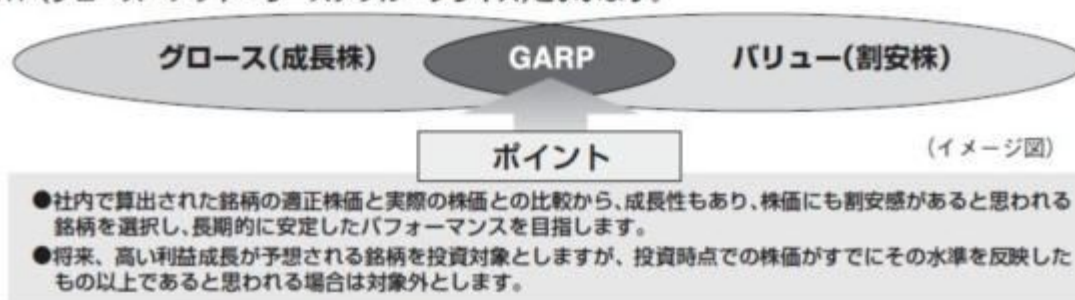 グロース(成長株)
GARP
バリュー(割安株)
ポイント
(イメージ図)
●社内で算出された銘柄の適正株価と実際の株価との比較から、成長性もあり、株価にも割安感があると思われる
銘柄を選択し、長期的に安定したパフォーマンスを目指します。
●将来、高い利益成長が予想される銘柄を投資対象としますが、投資時点での株価がすでにその水準を反映した
もの以上であると思われる場合は対象外とします。